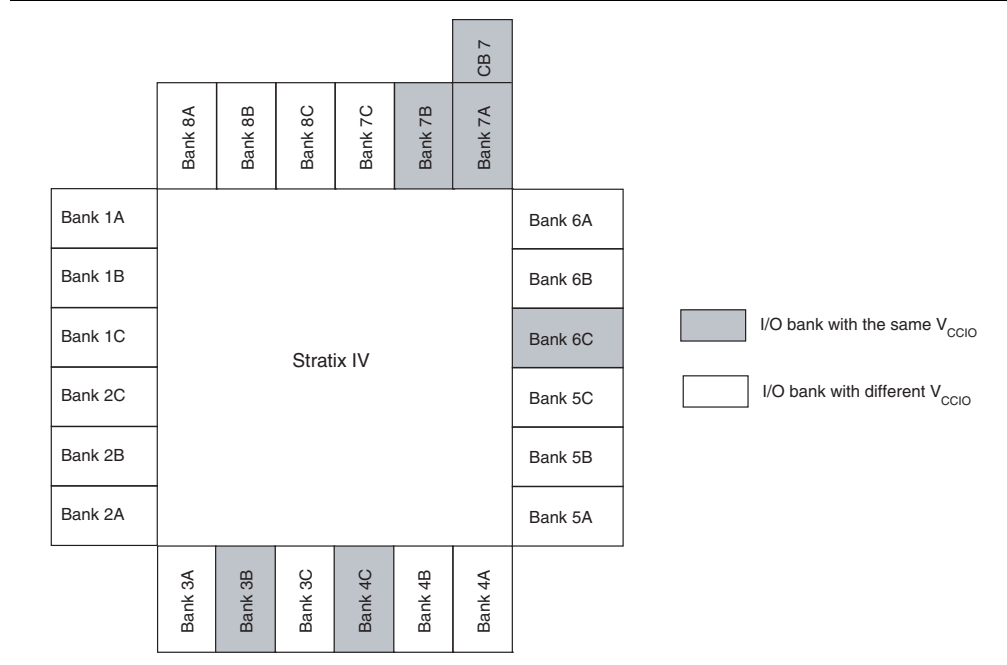 CB 7
Bank 8A
Bank 8B
Bank 8C
Bank 7C
Bank 7B
Bank 7A
Bank 1A
Bank 1B
Bank 1C
Bank 2C
Bank 2B
Bank 2A
Stratix IV
Bank 6A
Bank 6B
Bank 6C
Bank 5C
Bank 5B
Bank 5A
Bank 3A
Bank 3B
Bank 3C
Bank 4C
Bank 4B
Bank 4A
I/O bank with the same VCCIO
I/O bank with different VCCIO